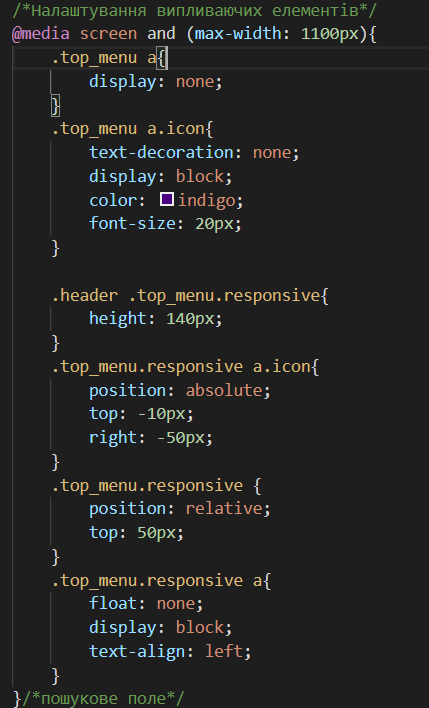 /*Налаштування випливаючих елементів*/
@media screen and (max-width: 1100px){
    .top_menu a{
        display: none;
    }
    .top_menu a.icon{
        text-decoration: none;
        display: block;
        color: indigo;
        font-size: 20px;
    }

    .header .top_menu.responsive{
        height: 140px;
    }
    .top_menu.responsive a.icon{
        position: absolute;
        top: -10px;
        right: -50px;
    }
    .top_menu.responsive {
        position: relative;
        top: 50px;
    }
    .top_menu.responsive a{
        float: none;
        display: block;
        text-align: left;
    }
}/*пошукове поле*/